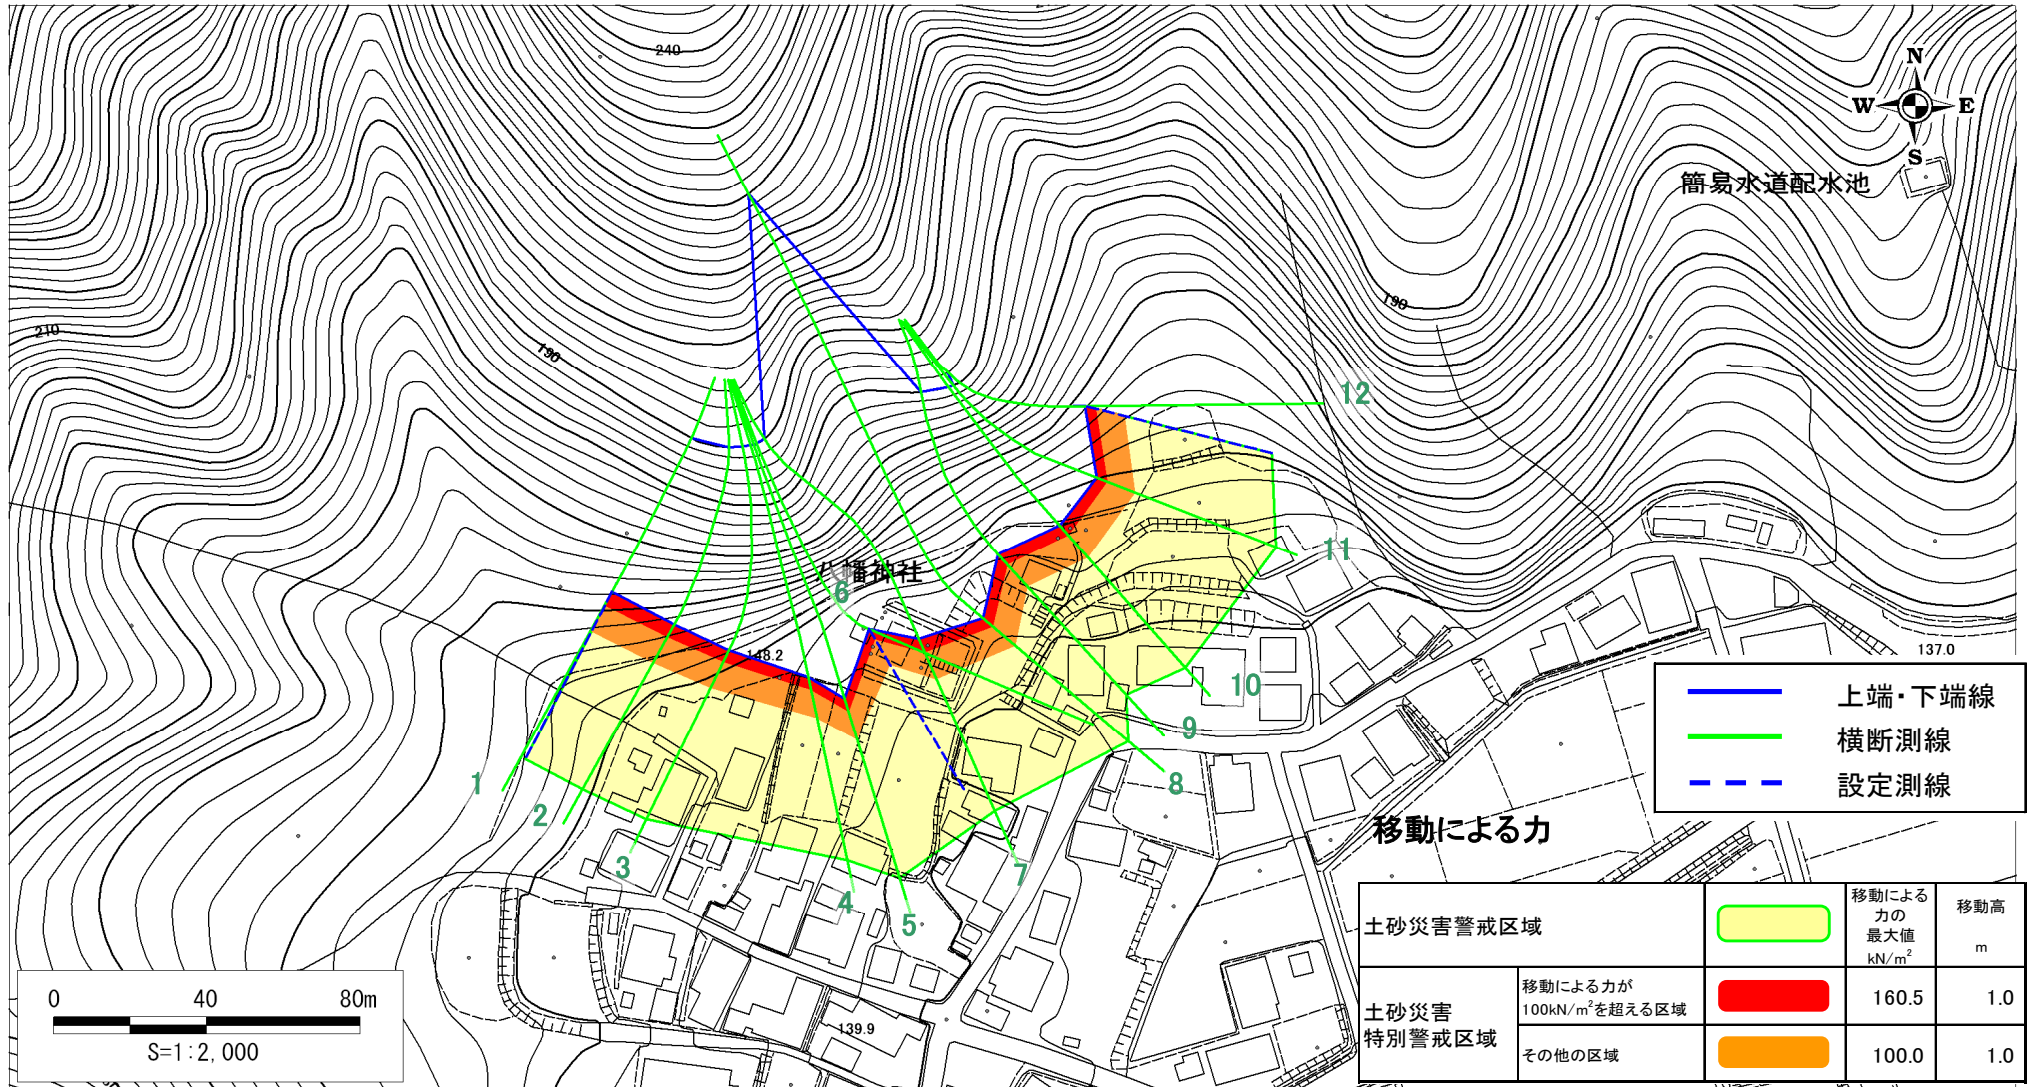 240
N
W E
S
簡易水道配水池
190
210
190
12
11
八幡神社
6
148.2
137.0
10
9
8
1
2
3
4
5
7
上端・下端線
横断測線
設定測線
移動による力
土砂災害警戒区域
移動による
力の
最大値
kN/m²
移動高
m
土砂災害
特別警戒区域
移動による力が
100kN/m²を超える区域
160.5 1.0
その他の区域
100.0 1.0
0 40 80m
S=1:2,000
139.9